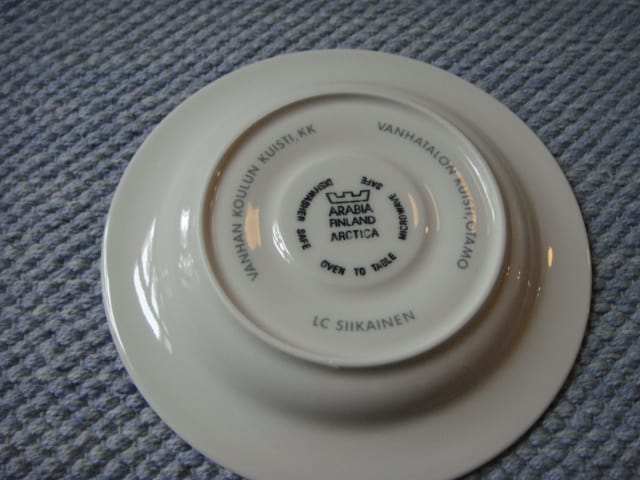 VANHAN KOULUN KUISTI, KK
VANHATALON KUISTI, OTAMO
LC SIIKAINEN
ARABIA
FINLAND
ARCTICA
DISHWASHER SAFE
OVEN TO TABLE
MICROWAVE SAFE